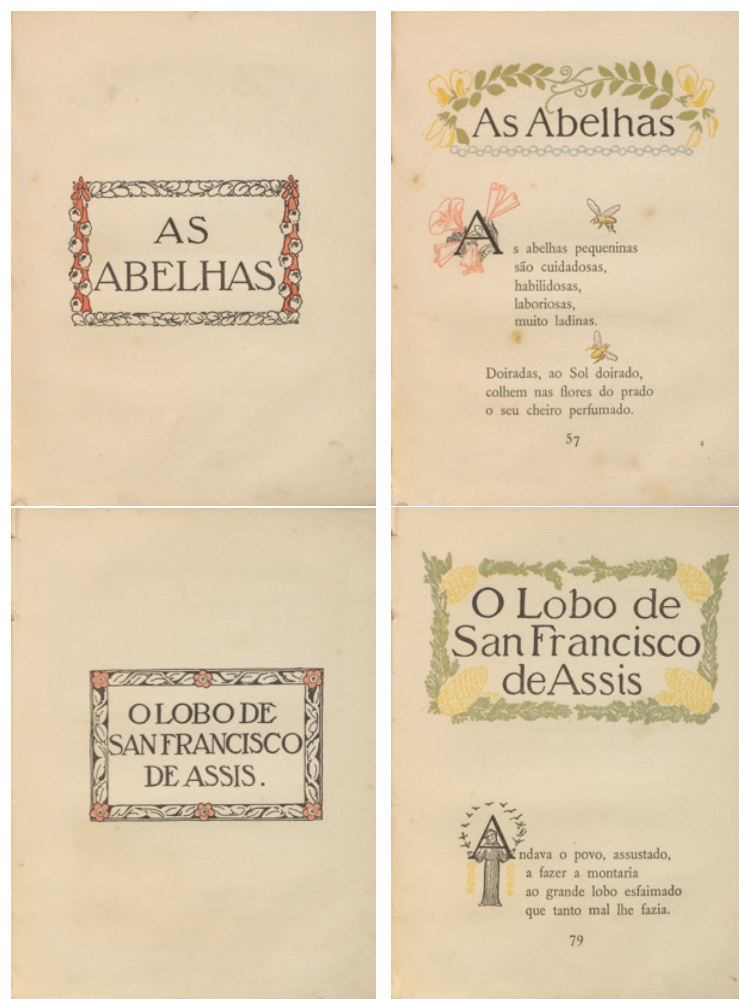 AS
ABELHAS
As Abelhas
As abelhas pequeninas
são cuidadosas,
habilidosas,
laboriosas,
muito ladinas.
Doiradas, ao Sol doirado,
colhem nas flores do prado
o seu cheiro perfumado.
57
4
O LOBO DE
SAN FRANCISCO
DE ASSIS.
O Lobo de
San Francisco
de Assis
Andava o povo, assustado,
a fazer a montaria
ao grande lobo esfaimado
que tanto mal lhe fazia.
79